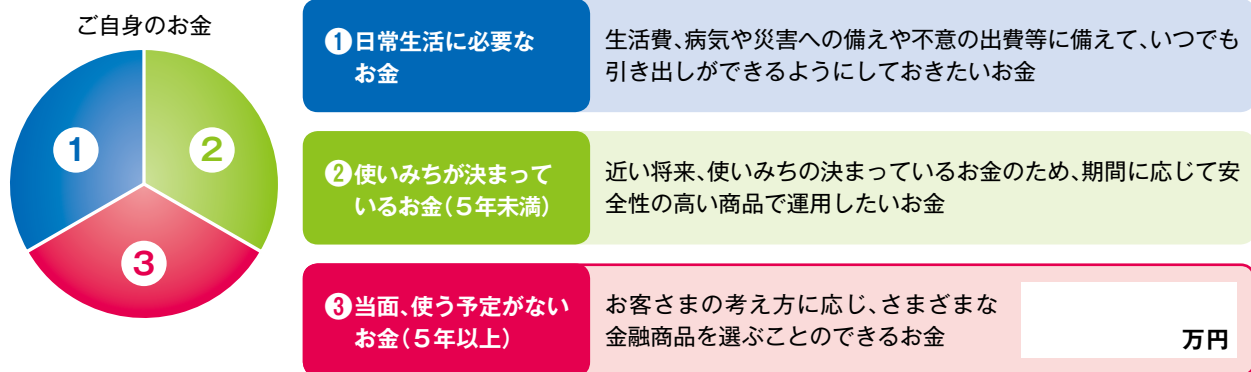 ご自身のお金
1
2
3
❶日常生活に必要な
お金
生活費、病気や災害への備えや不意の出費等に備えて、いつでも
引き出しができるようにしておきたいお金
❷使いみちが決まって
いるお金(5年未満)
近い将来、使いみちの決まっているお金のため、期間に応じて安
全性の高い商品で運用したいお金
❸当面、使う予定がない
お金(5年以上)
お客さまの考え方に応じ、さまざまな
金融商品を選ぶことのできるお金
万円